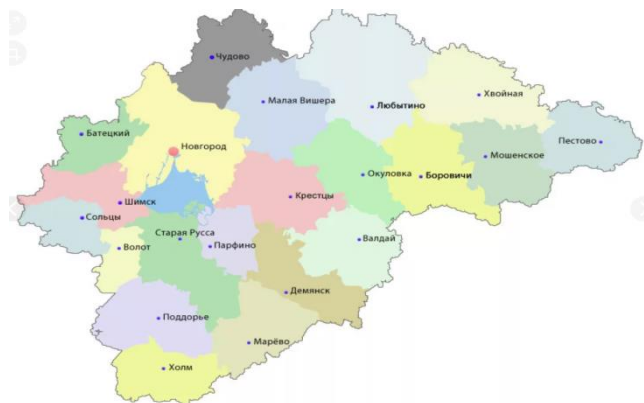 Чудово
Хвойная
Малая Вишера
Любытино
Батецкий
Пестово
Новгород
Мошенское
Окуловка
Боровичи
Крестцы
Шимск
Сольцы
Старая Русса
Валдай
Парфино
Волот
Демянск
Поддорье
Марёво
Холм